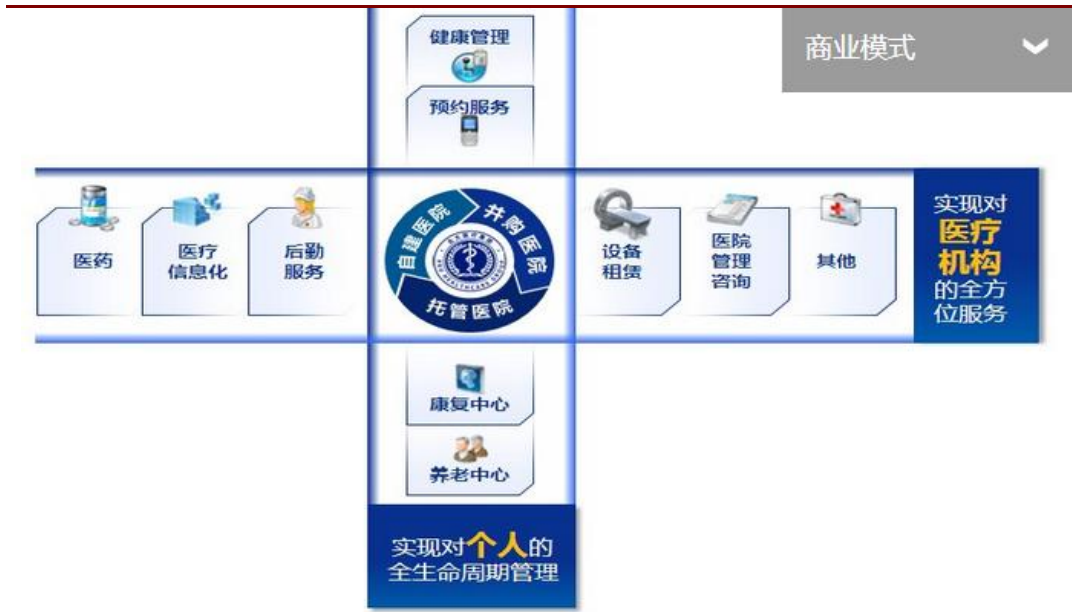 商业模式
健康管理
预约服务
医药
医疗
信息化
后勤
服务
自建医院
并购医院
托管医院
设备
租赁
医院
管理
咨询
其他
实现对
医疗
机构
的全方
位服务
康复中心
养老中心
实现对个人的
全生命周期管理